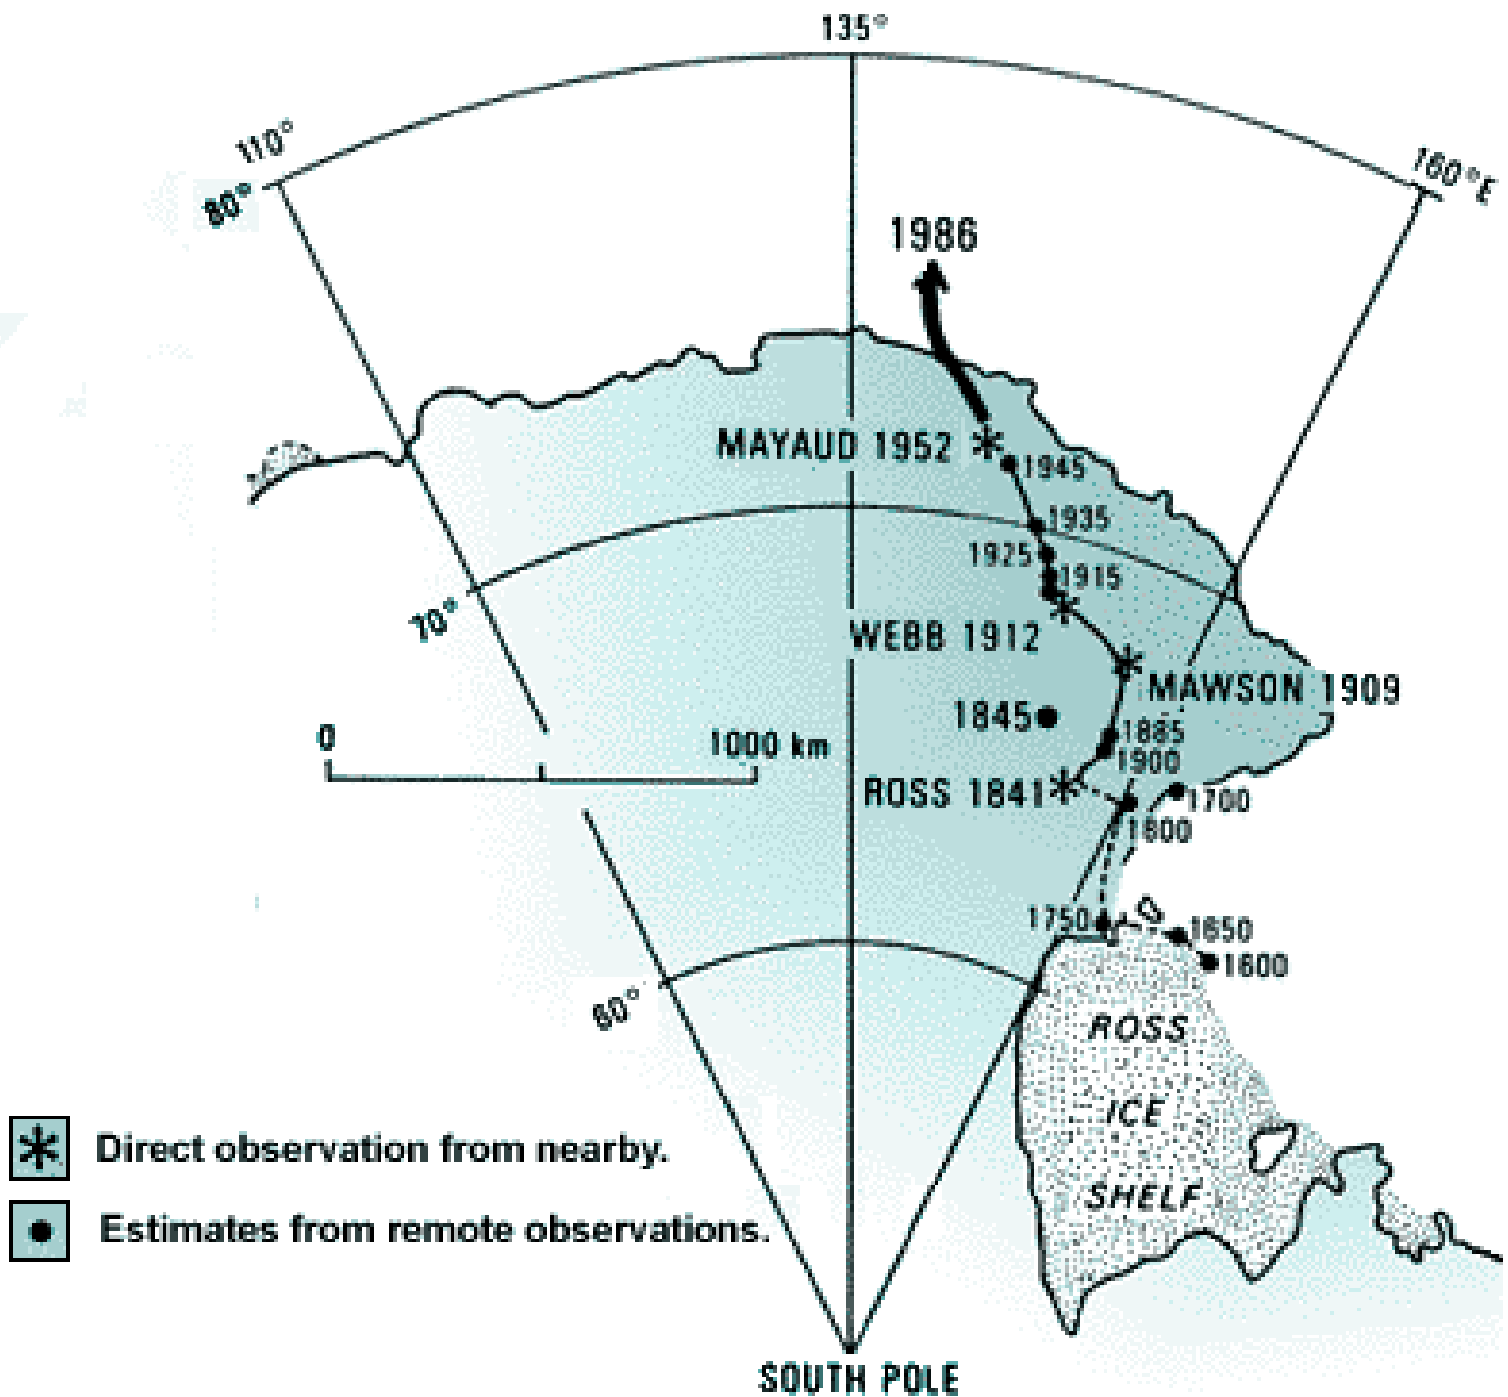 135°
110°
80°
160°E
1986
MAYAUD 1952
1945
1935
1925
1915
70°
WEBB 1912
MAWSON 1909
1845
1885
0
1000 km
1900
ROSS 1841
1700
1800
1750
1650
1600
80°
ROSS
ICE
SHELF
Direct observation from nearby.
Estimates from remote observations.
SOUTH POLE